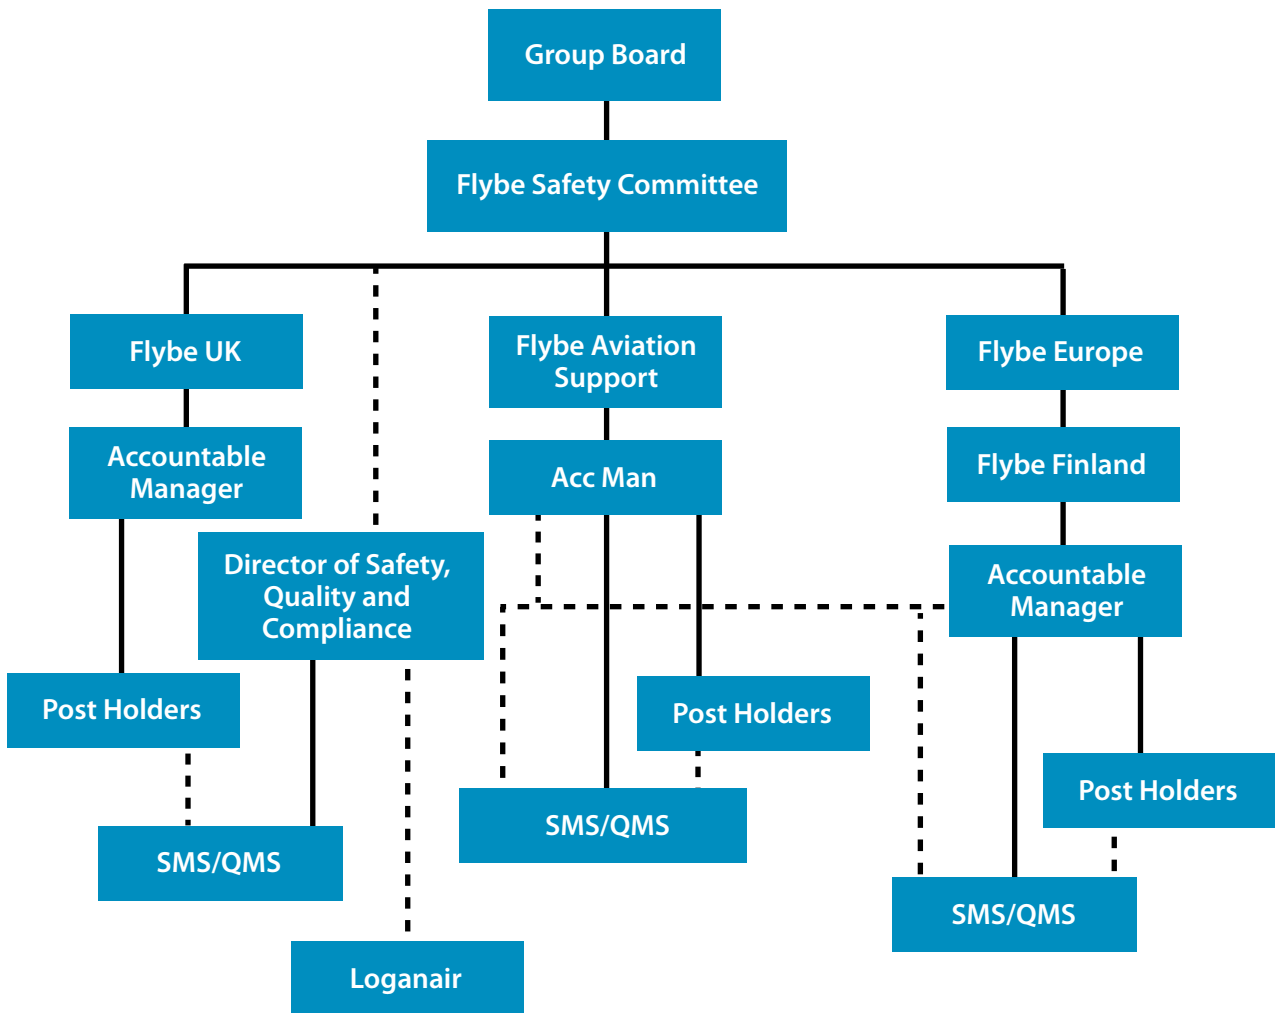 Group Board
Flybe Safety Committee
Flybe UK
Flybe Aviation
Support
Flybe Europe
Accountable
Manager
Acc Man
Flybe Finland
Director of Safety,
Quality and
Compliance
Accountable
Manager
Post Holders
Post Holders
Post Holders
SMS/QMS
SMS/QMS
SMS/QMS
Loganair